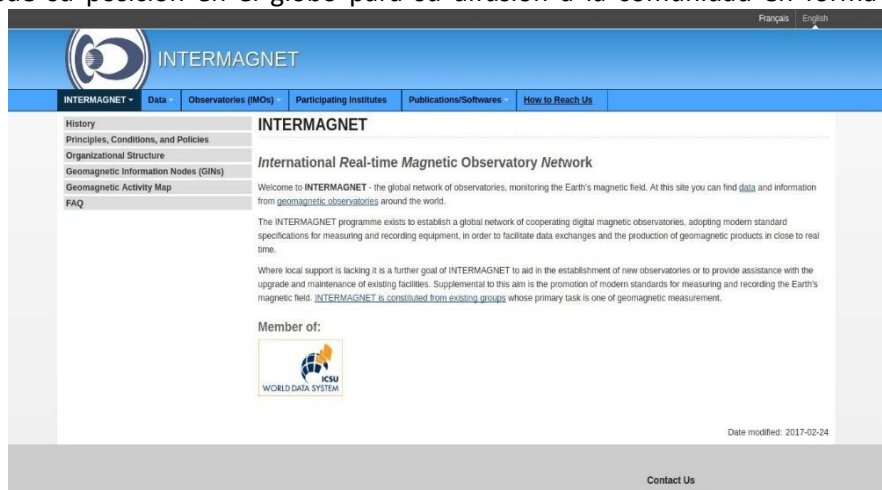 su posición en el globo para su difusión a la comunidad en forma
Français English
INTERMAGNET
INTERMAGNET Data Observatories (IMOs) Participating Institutes Publications/Softwares How to Reach Us
History
Principles, Conditions, and Policies
Organizational Structure
Geomagnetic Information Nodes (GINs)
Geomagnetic Activity Map
FAQ
INTERMAGNET
International Real-time Magnetic Observatory Network
Welcome to INTERMAGNET - the global network of observatories, monitoring the Earth's magnetic field. At this site you can find data and information
from geomagnetic observatories around the world.
The INTERMAGNET programme exists to establish a global network of cooperating digital magnetic observatories, adopting modern standard
specifications for measuring and recording equipment, in order to facilitate data exchanges and the production of geomagnetic products in close to real
time.
Where local support is lacking it is a further goal of INTERMAGNET to aid in the establishment of new observatories or to provide assistance with the
upgrade and maintenance of existing facilities. Supplemental to this aim is the promotion of modern standards for measuring and recording the Earth's
magnetic field. INTERMAGNET is constituted from existing groups whose primary task is one of geomagnetic measurement.
Member of:
ICSU
WORLD DATA SYSTEM
Date modified: 2017-02-24
Contact Us